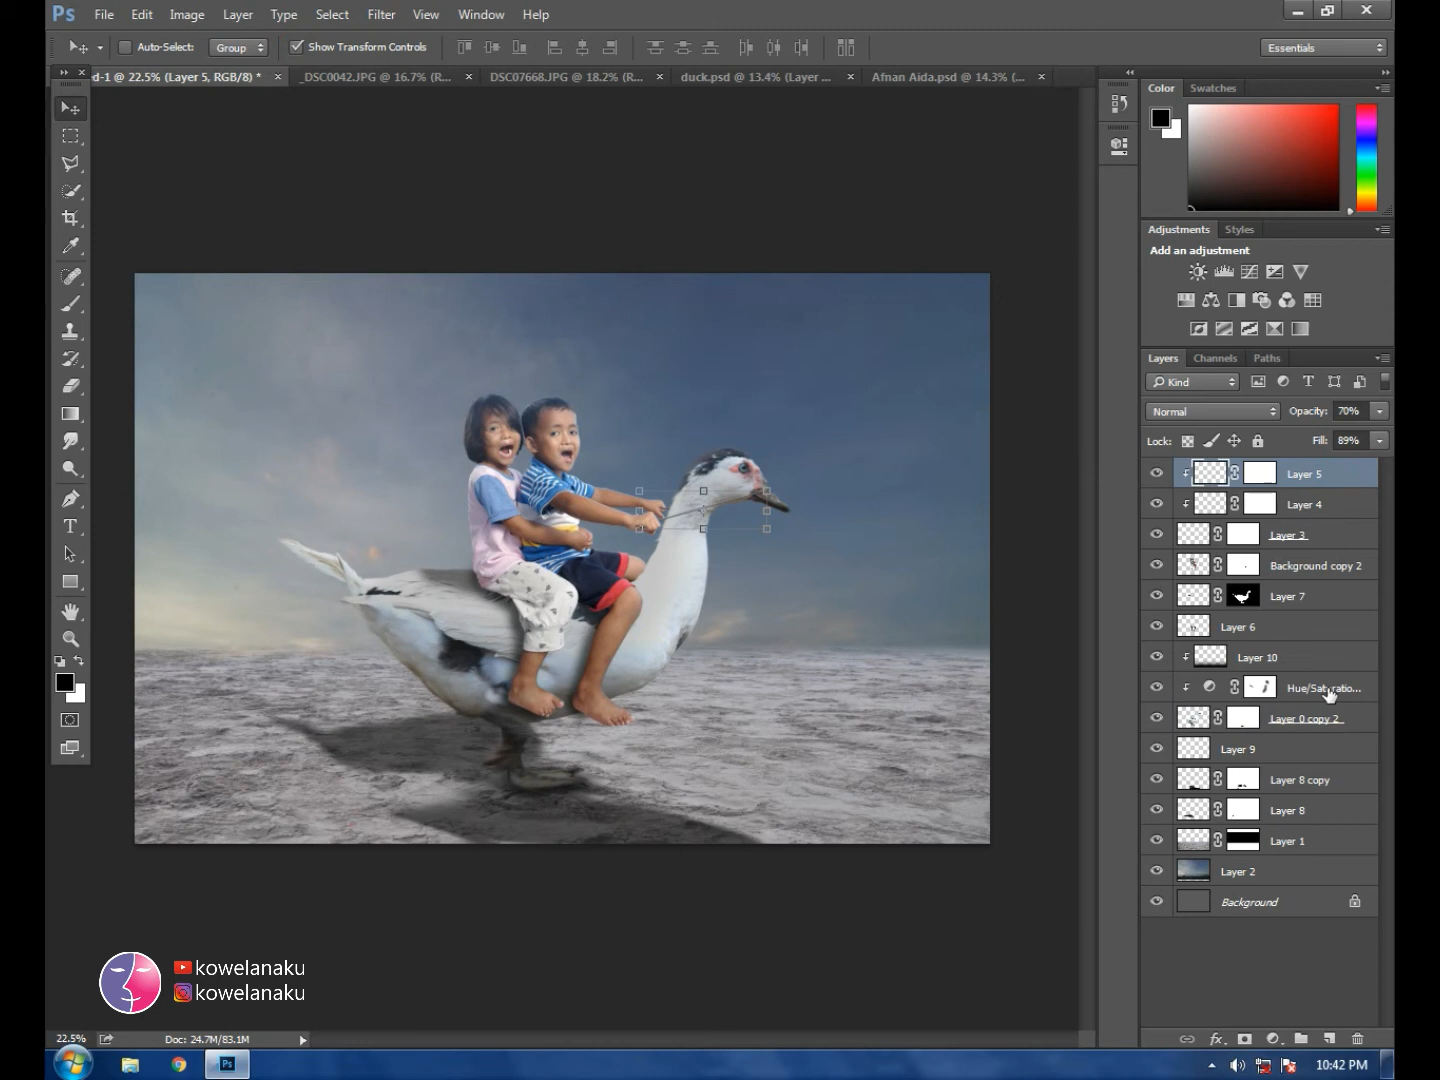 Ps File Edit Image Layer Type Select Filter View Window Help
Auto-Select: Group Show Transform Controls Essentials
d-1 @ 22.5% (Layer 5, RGB/8) * _DSC0042.JPG @ 16.7% (R... DSC07668.JPG @ 18.2% (R... duck.psd @ 13.4% (Layer ... Afnan Aida.psd @ 14.3% (...
Color Swatches
Adjustments Styles
Add an adjustment
Layers Channels Paths
Kind
Normal Opacity: 70%
Lock: Fill: 89%
Layer 5
Layer 4
Layer 3
Background copy 2
Layer 7
Layer 6
Layer 10
Hue/Saturatio...
Layer 0 copy 2
Layer 9
Layer 8 copy
Layer 8
Layer 1
Layer 2
Background
kowelanaku
kowelanaku
22.5% Doc: 24.7M/83.1M
fx
Ps 10:42 PM